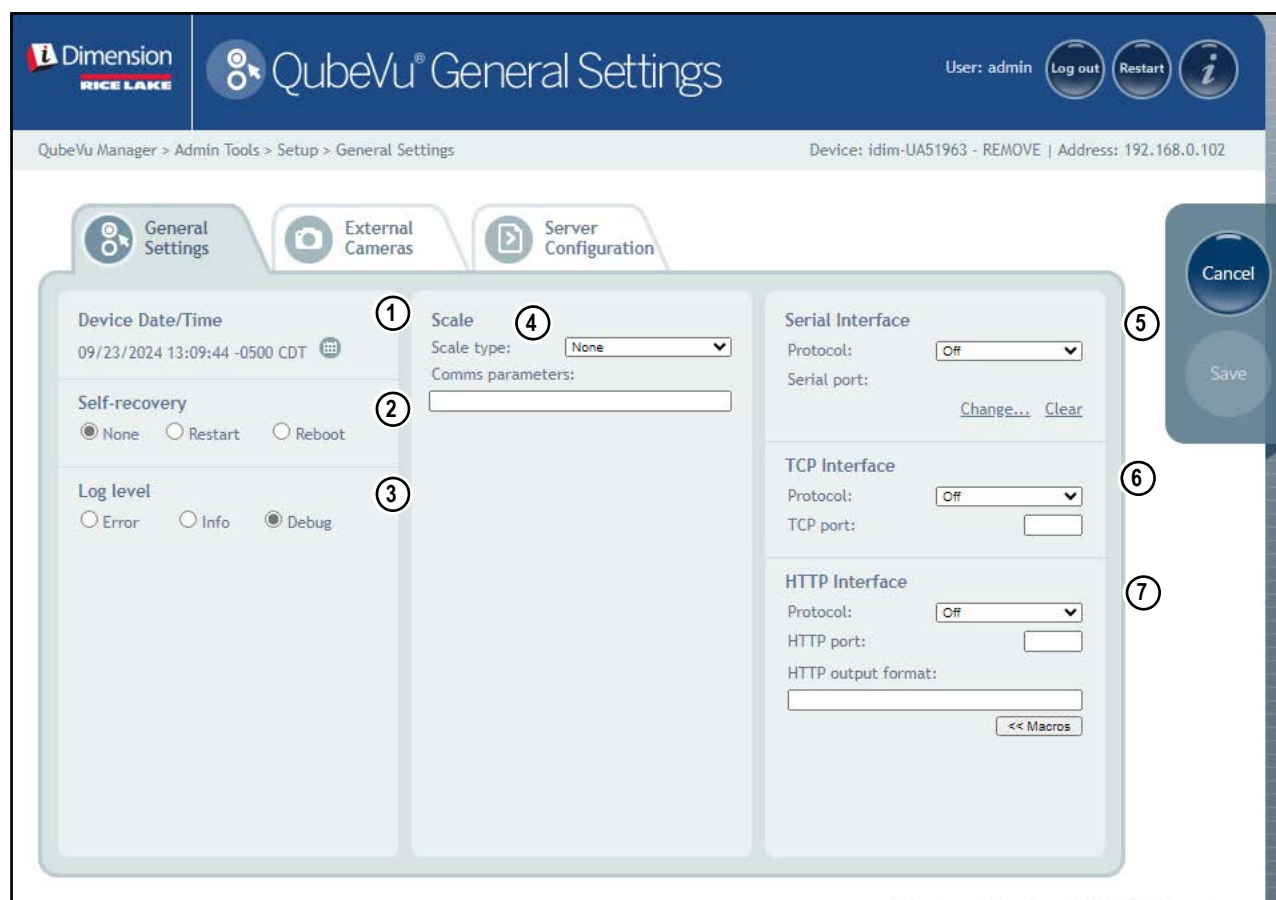 i Dimension
RICE LAKE
QubeVu® General Settings
User: admin
Log out
Restart
i
QubeVu Manager > Admin Tools > Setup > General Settings
Device: idim-UA51963 - REMOVE | Address: 192.168.0.102
General
Settings
External
Cameras
Server
Configuration
Cancel
Save
Device Date/Time
1
09/23/2024 13:09:44 -0500 CDT
Self-recovery
2
None Restart Reboot
Log level
3
Error Info Debug
Scale
4
Scale type: None
Comms parameters:
Serial Interface
5
Protocol: Off
Serial port:
Change... Clear
TCP Interface
6
Protocol: Off
TCP port:
HTTP Interface
7
Protocol: Off
HTTP port:
HTTP output format:
<< Macros